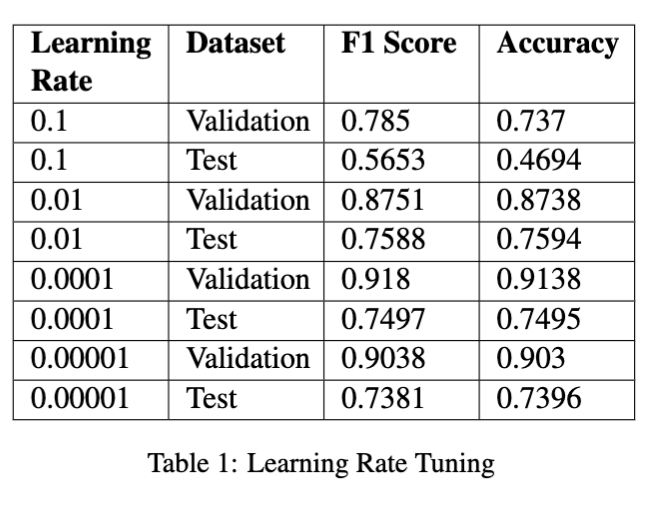 Learning Rate Dataset F1 Score Accuracy
0.1 Validation 0.785 0.737
0.1 Test 0.5653 0.4694
0.01 Validation 0.8751 0.8738
0.01 Test 0.7588 0.7594
0.0001 Validation 0.918 0.9138
0.0001 Test 0.7497 0.7495
0.00001 Validation 0.9038 0.903
0.00001 Test 0.7381 0.7396
Table 1: Learning Rate Tuning